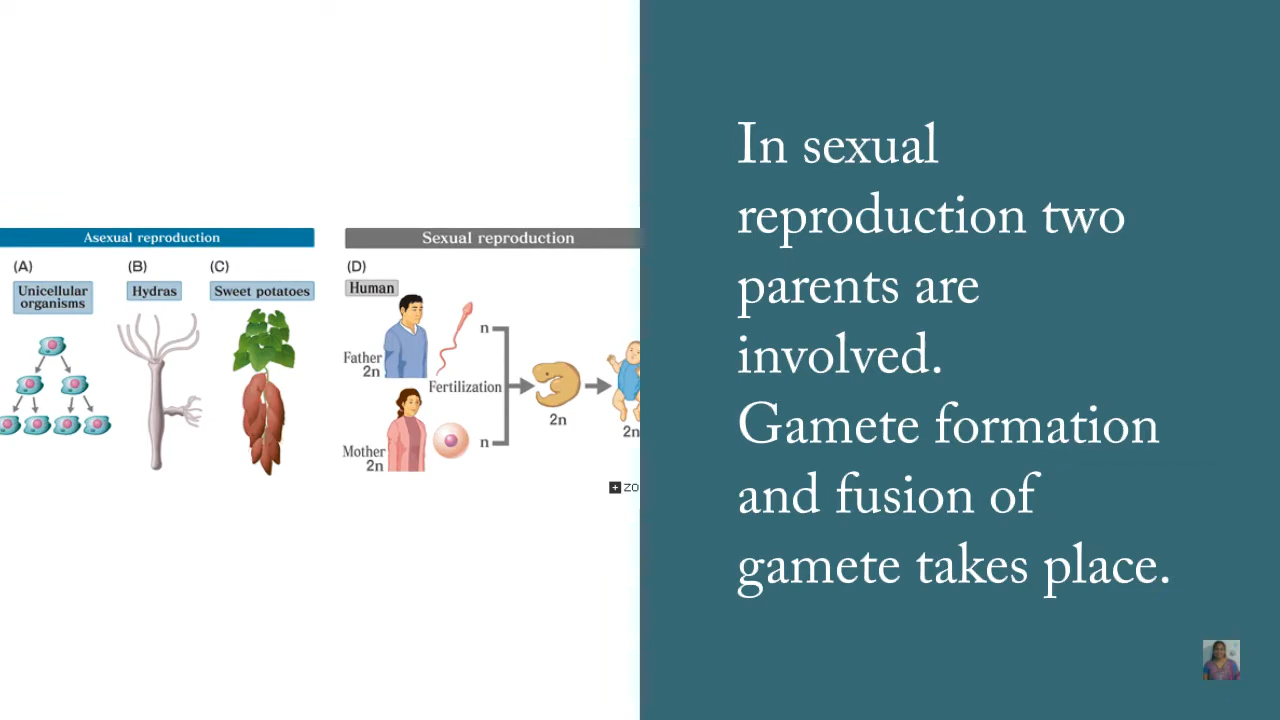 Asexual reproduction
(A)
Unicellular
organisms
(B)
Hydras
(C)
Sweet potatoes
Sexual reproduction
(D)
Human
Father
2n
n
Fertilization
Mother
2n
n
2n
2n
In sexual
reproduction two
parents are
involved.
Gamete formation
and fusion of
gamete takes place.